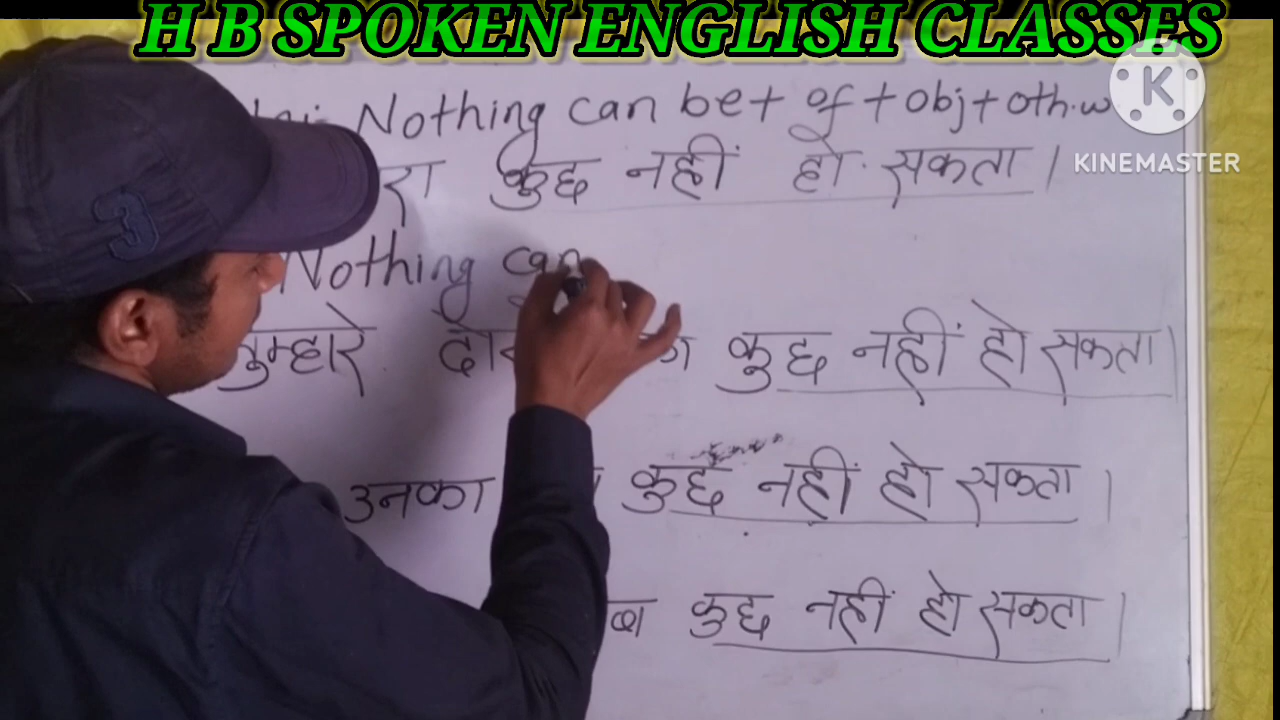 H B SPOKEN ENGLISH CLASSES
Nothing can be + of + obj + oth. w
KINEMASTER
कुछ नहीं हो सकता।
Nothing can
तुम्हारे कुछ नहीं हो सकता।
उनका कुछ नहीं हो सकता।
कुछ नहीं हो सकता।
3